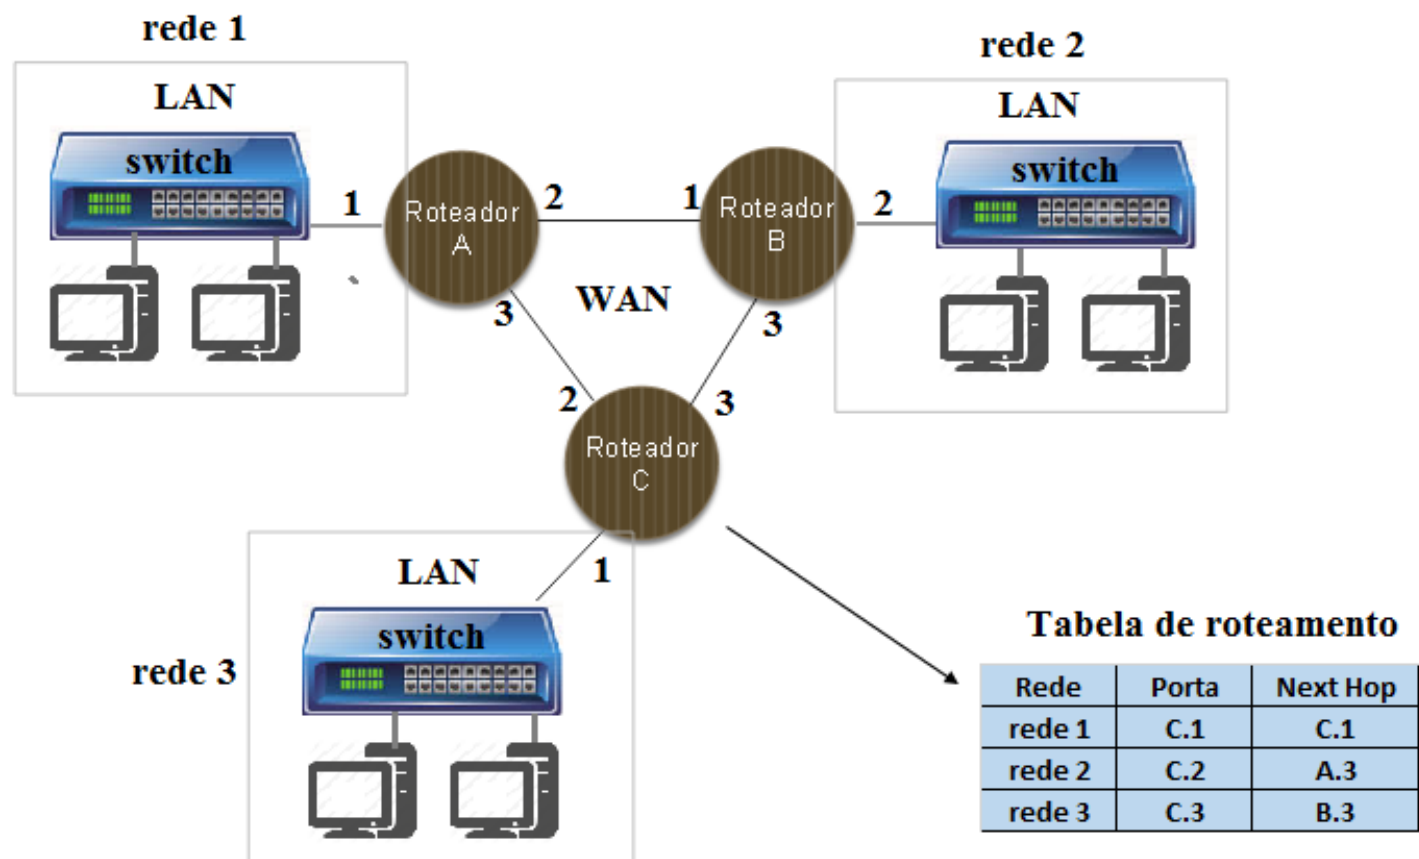 rede 1
LAN
switch
1
Roteador
A
2
3
WAN
rede 2
LAN
switch
1
Roteador
B
2
3
2
3
Roteador
C
1
rede 3
LAN
switch
Tabela de roteamento
Rede Porta Next Hop
rede 1 C.1 C.1
rede 2 C.2 A.3
rede 3 C.3 B.3